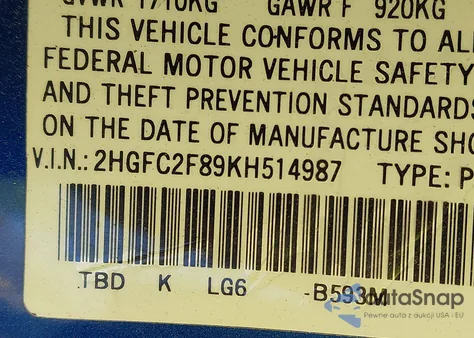 GVWR 1710KG GAWR F 920KG
THIS VEHICLE CONFORMS TO AL
FEDERAL MOTOR VEHICLE SAFETY
AND THEFT PREVENTION STANDARDS
ON THE DATE OF MANUFACTURE SHO
V.I.N.: 2HGFC2F89KH514987 TYPE: P
TBD K LG6 -B593M
DataSnap
Pewne auta z aukcji USA - EU